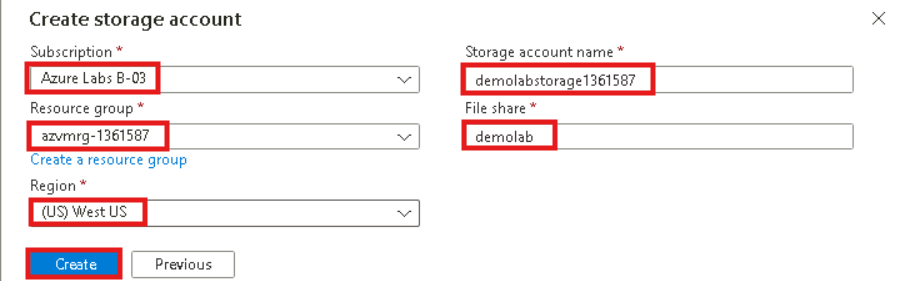 Create storage account
Subscription *
Azure Labs B-03
Resource group *
azvmrg-1361587
Create a resource group
Region *
(US) West US
Storage account name *
demolabstorage1361587
File share *
demolab
Create
Previous